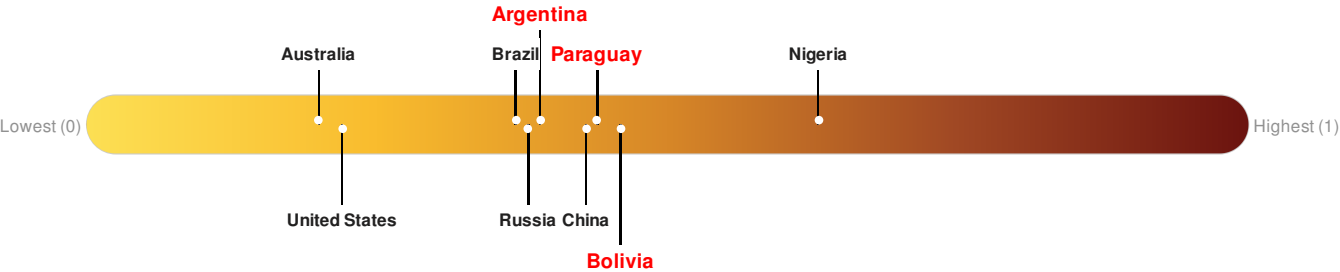 Argentina
Australia
Brazil
Paraguay
Nigeria
Lowest (0)
Highest (1)
United States
Russia
China
Bolivia